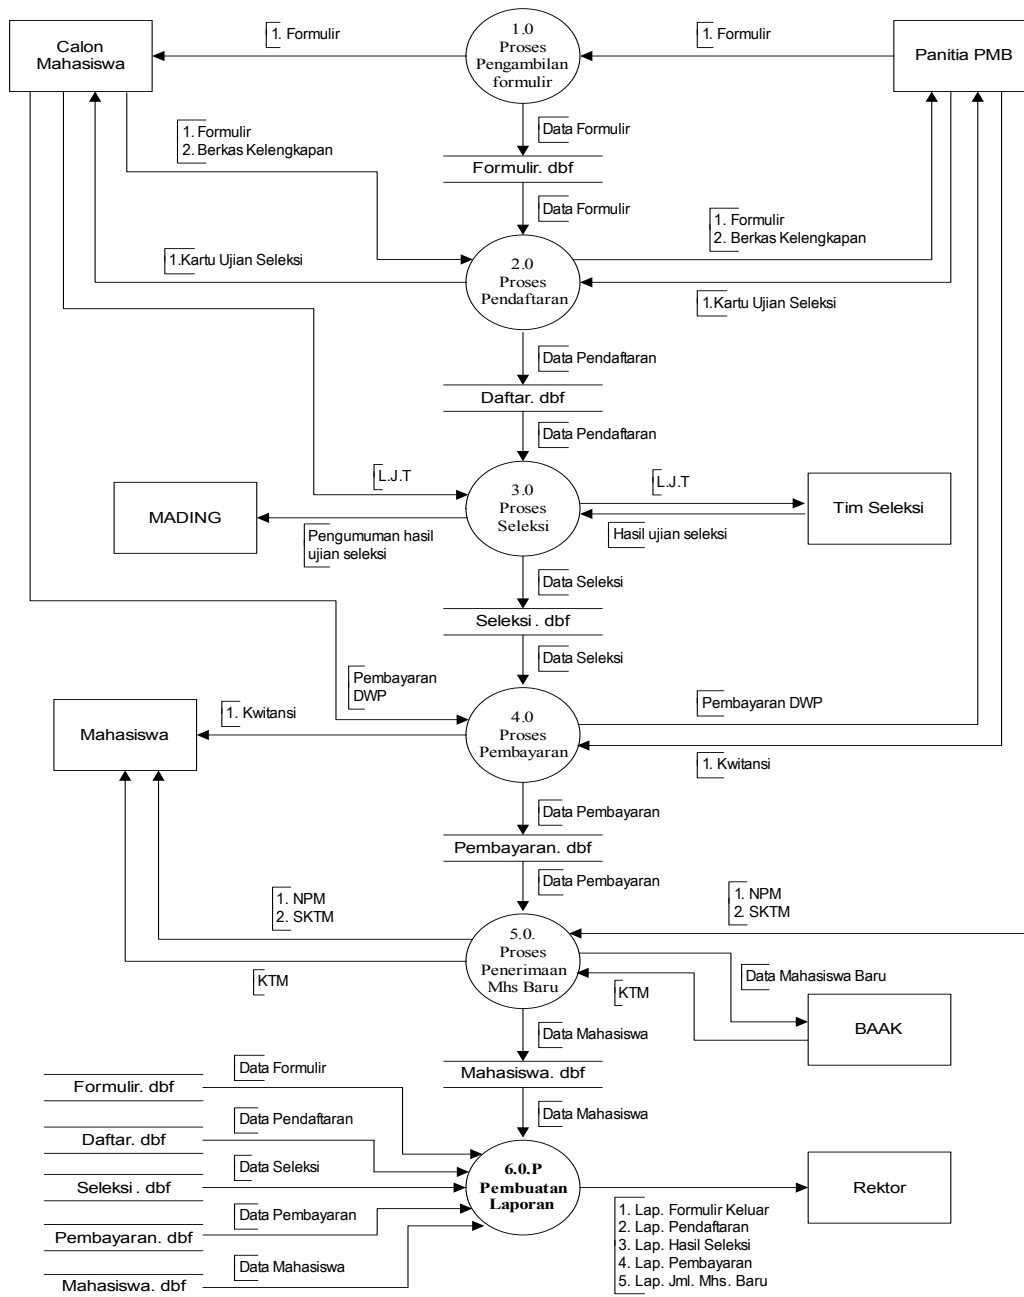 1. Formulir
1.0
Proses
Pengambilan
formulir
1. Formulir
Calon
Mahasiswa
Panitia PMB
Data Formulir
1. Formulir
2. Berkas Kelengkapan
Formulir. dbf
Data Formulir
1. Formulir
2. Berkas Kelengkapan
1.Kartu Ujian Seleksi
2.0
Proses
Pendaftaran
1.Kartu Ujian Seleksi
Data Pendaftaran
Daftar. dbf
Data Pendaftaran
L.J.T
3.0
Proses
Seleksi
L.J.T
MADING
Tim Seleksi
Pengumuman hasil
ujian seleksi
Hasil ujian seleksi
Data Seleksi
Seleksi. dbf
Data Seleksi
Pembayaran
DWP
Pembayaran DWP
1. Kwitansi
4.0
Proses
Pembayaran
Mahasiswa
1. Kwitansi
Data Pembayaran
Pembayaran. dbf
Data Pembayaran
1. NPM
2. SKTM
1. NPM
2. SKTM
5.0.
Proses
Penerimaan
Mhs Baru
KTM
KTM
Data Mahasiswa Baru
BAAK
Data Mahasiswa
Mahasiswa. dbf
Data Mahasiswa
Data Formulir
Formulir. dbf
Data Pendaftaran
Daftar. dbf
Data Seleksi
Seleksi. dbf
Data Pembayaran
Pembayaran. dbf
Data Mahasiswa
Mahasiswa. dbf
6.0.P
Pembuatan
Laporan
Rektor
1. Lap. Formulir Keluar
2. Lap. Pendaftaran
3. Lap. Hasil Seleksi
4. Lap. Pembayaran
5. Lap. Jml. Mhs. Baru